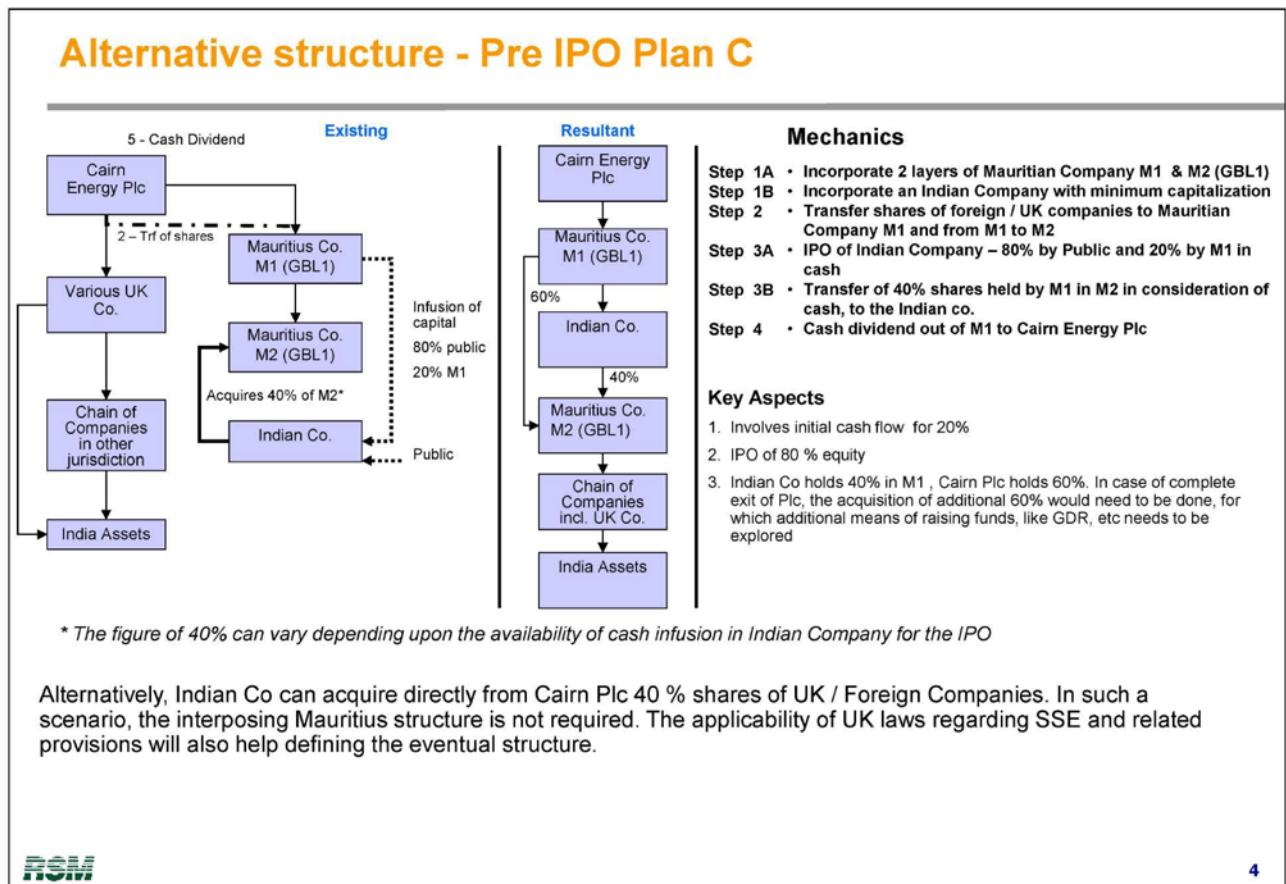 Alternative structure - Pre IPO Plan C
5 - Cash Dividend
Existing
Cairn
Energy Plc
2 – Trf of shares
Various UK
Co.
Chain of
Companies
in other
jurisdiction
India Assets
Mauritius Co.
M1 (GBL1)
Mauritius Co.
M2 (GBL1)
Acquires 40% of M2*
Indian Co.
Infusion of
capital
80% public
20% M1
Public
Resultant
Cairn Energy
Plc
Mauritius Co.
M1 (GBL1)
60%
Indian Co.
40%
Mauritius Co.
M2 (GBL1)
Chain of
Companies
incl. UK Co.
India Assets
Mechanics
Step 1A • Incorporate 2 layers of Mauritian Company M1 & M2 (GBL1)
Step 1B • Incorporate an Indian Company with minimum capitalization
Step 2 • Transfer shares of foreign / UK companies to Mauritian
Company M1 and from M1 to M2
Step 3A • IPO of Indian Company – 80% by Public and 20% by M1 in
cash
Step 3B • Transfer of 40% shares held by M1 in M2 in consideration of
cash, to the Indian co.
Step 4 • Cash dividend out of M1 to Cairn Energy Plc
Key Aspects
1. Involves initial cash flow for 20%
2. IPO of 80 % equity
3. Indian Co holds 40% in M1 , Cairn Plc holds 60%. In case of complete
exit of Plc, the acquisition of additional 60% would need to be done, for
which additional means of raising funds, like GDR, etc needs to be
explored
* The figure of 40% can vary depending upon the availability of cash infusion in Indian Company for the IPO
Alternatively, Indian Co can acquire directly from Cairn Plc 40 % shares of UK / Foreign Companies. In such a
scenario, the interposing Mauritius structure is not required. The applicability of UK laws regarding SSE and related
provisions will also help defining the eventual structure.
RSM
4